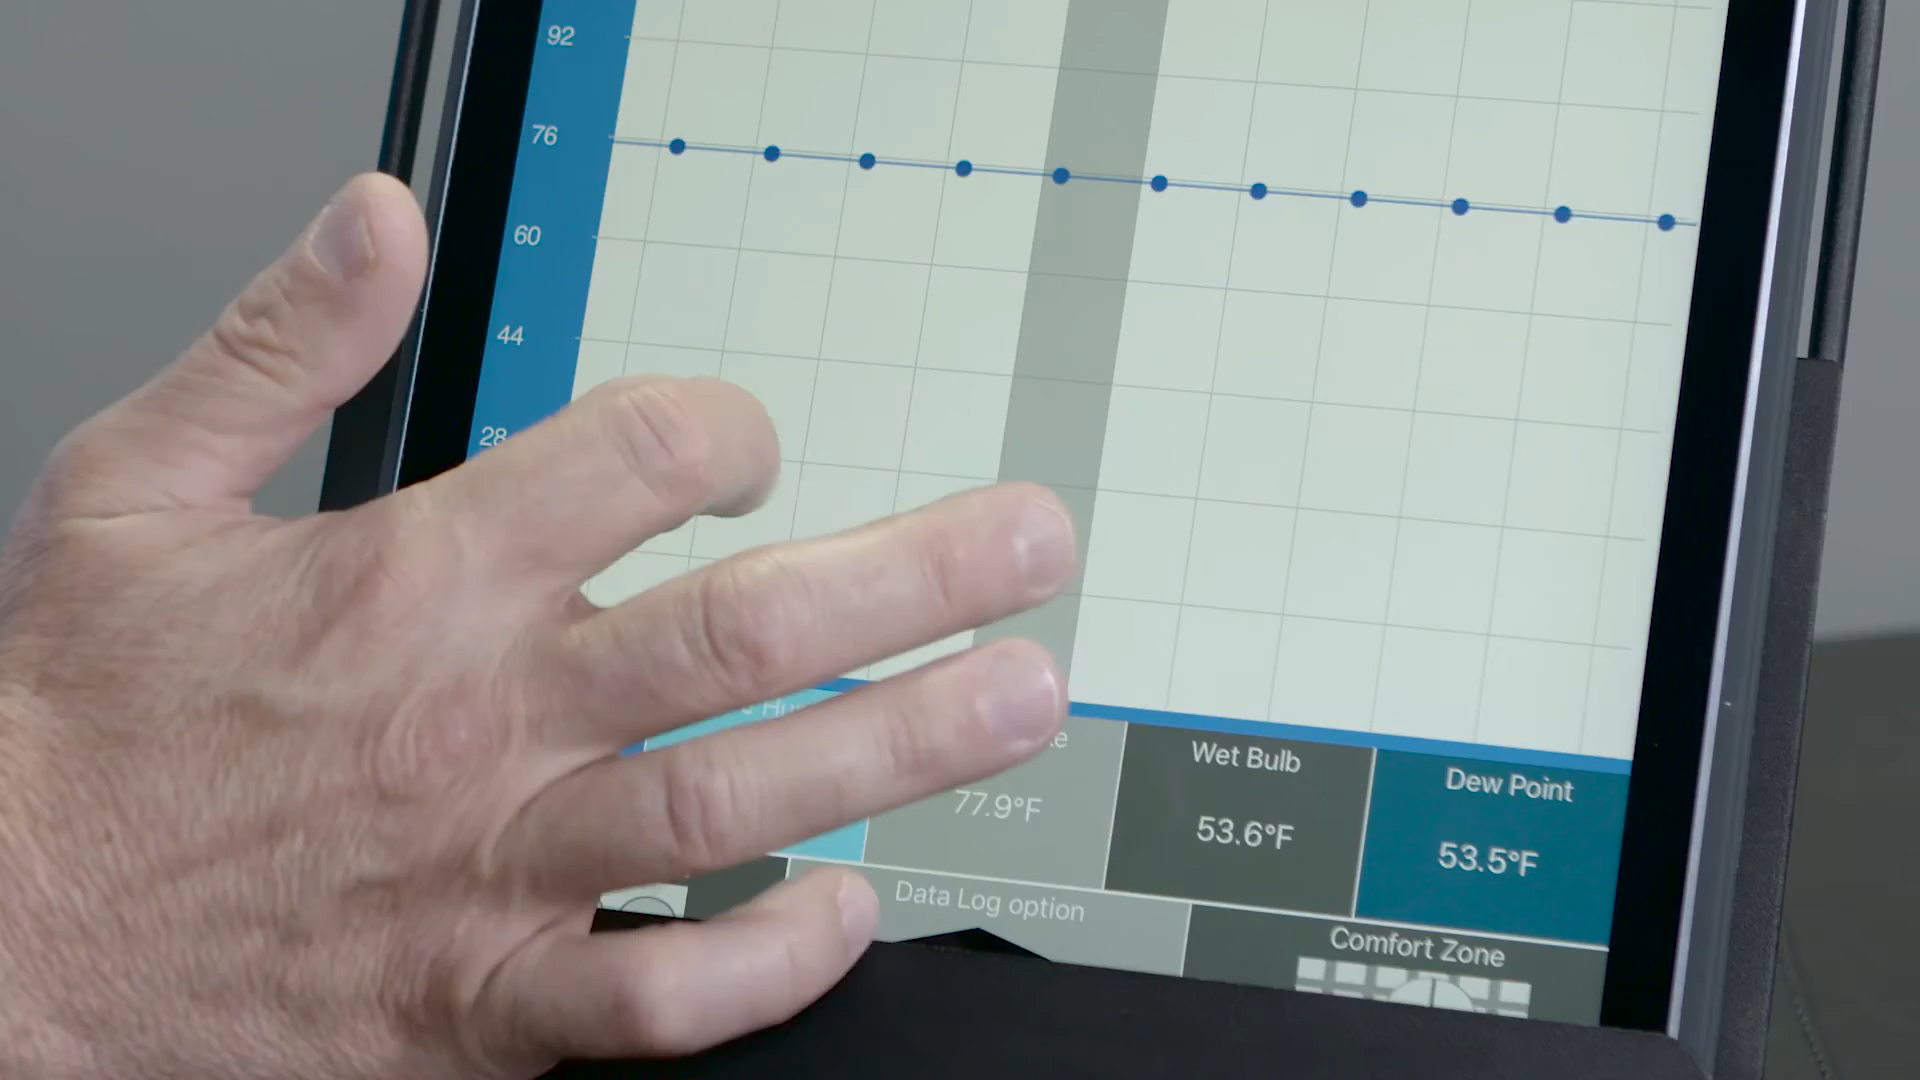 92
76
60
44
28
Wet Bulb
Dew Point
77.9°F
53.6°F
53.5°F
Data Log option
Comfort Zone